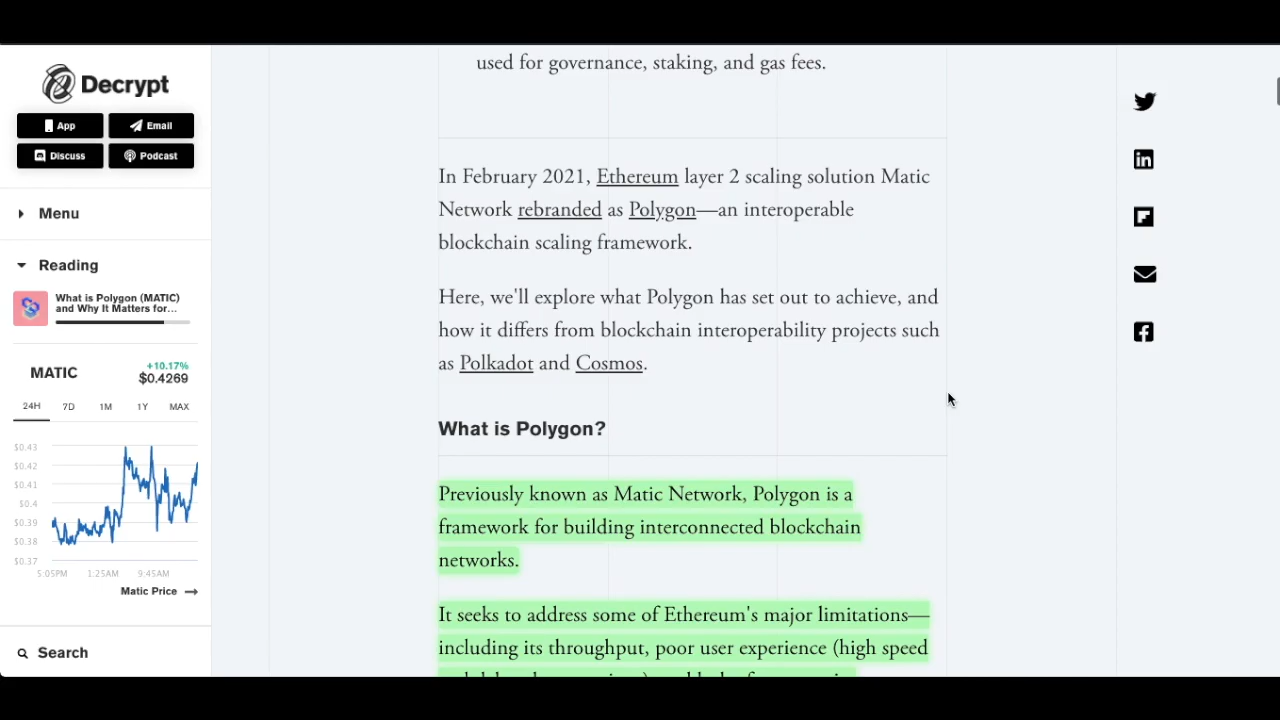 Decrypt
App
Email
Discuss
Podcast
Menu
Reading
What is Polygon (MATIC)
and Why It Matters for...
MATIC
+10.17%
$0.4269
24H
7D
1M
1Y
MAX
$0.43
$0.42
$0.41
$0.4
$0.39
$0.38
$0.37
5:05PM
1:25AM
9:45AM
Matic Price
Search
used for governance, staking, and gas fees.
In February 2021, Ethereum layer 2 scaling solution Matic
Network rebranded as Polygon—an interoperable
blockchain scaling framework.
Here, we'll explore what Polygon has set out to achieve, and
how it differs from blockchain interoperability projects such
as Polkadot and Cosmos.
What is Polygon?
Previously known as Matic Network, Polygon is a
framework for building interconnected blockchain
networks.
It seeks to address some of Ethereum's major limitations—
including its throughput, poor user experience (high speed